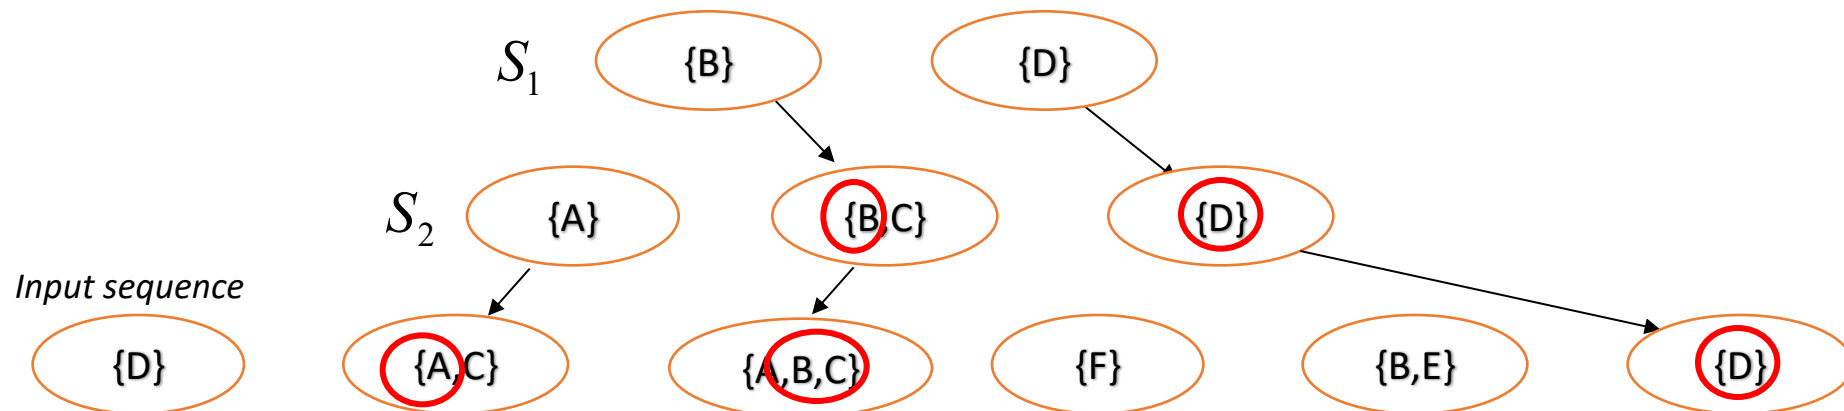 S1 {B} {D}
S2 {A} {B,C} {D}
Input sequence
{D} {A,C} {A,B,C} {F} {B,E} {D}